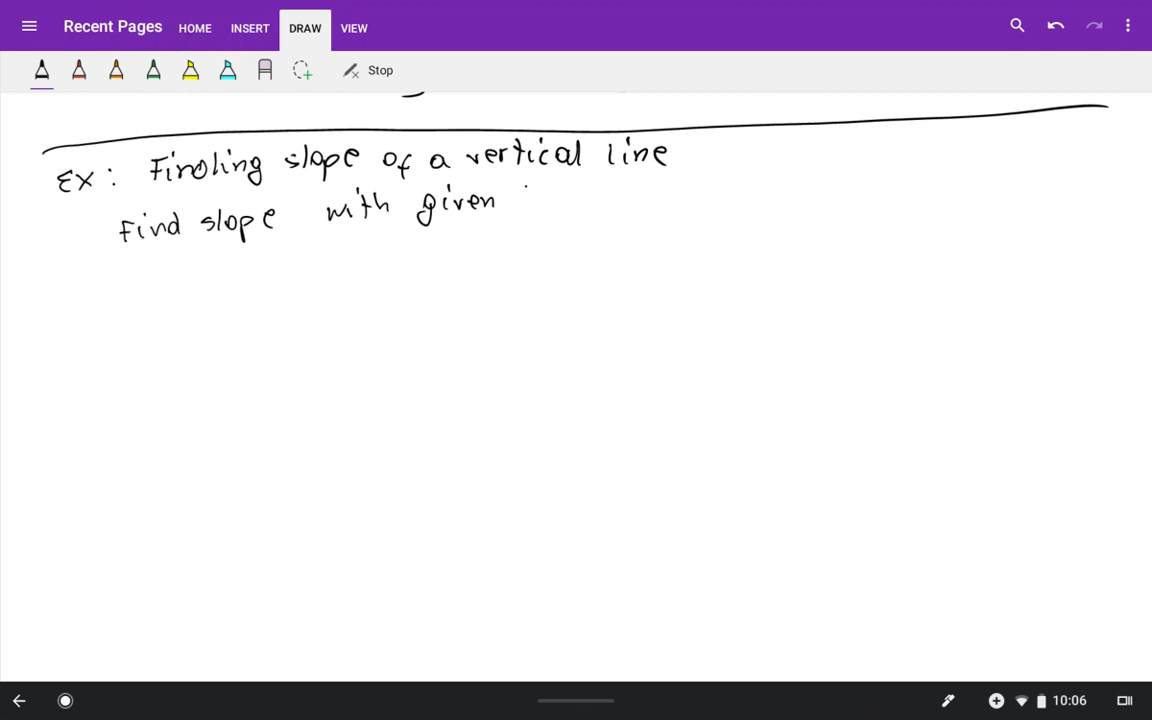 Recent Pages HOME INSERT DRAW VIEW
Stop
Ex: Finding slope of a vertical line
Find slope with given
10:06